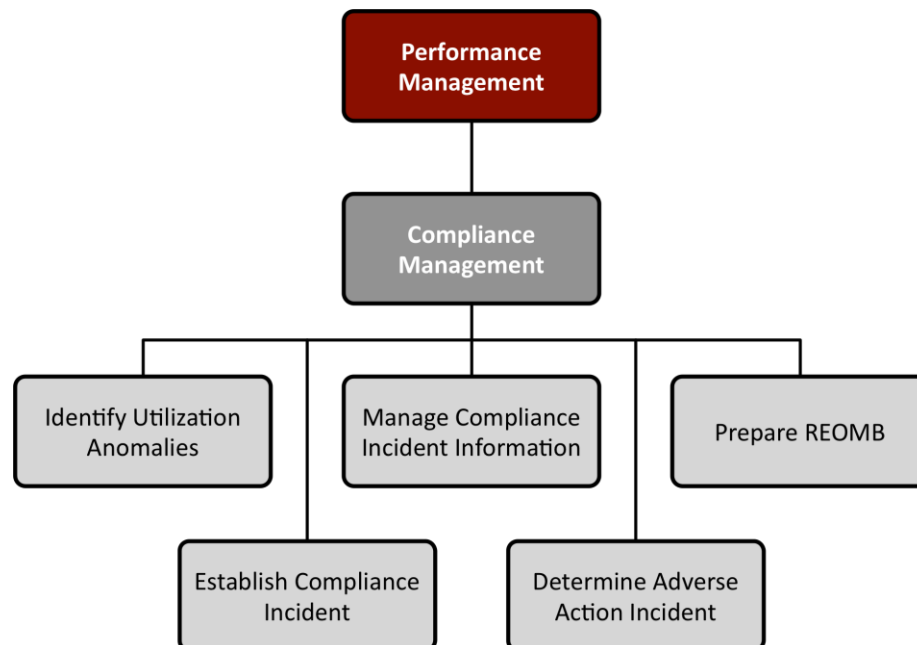 Performance
Management
Compliance
Management
Identify Utilization
Anomalies
Manage Compliance
Incident Information
Prepare REOMB
Establish Compliance
Incident
Determine Adverse
Action Incident